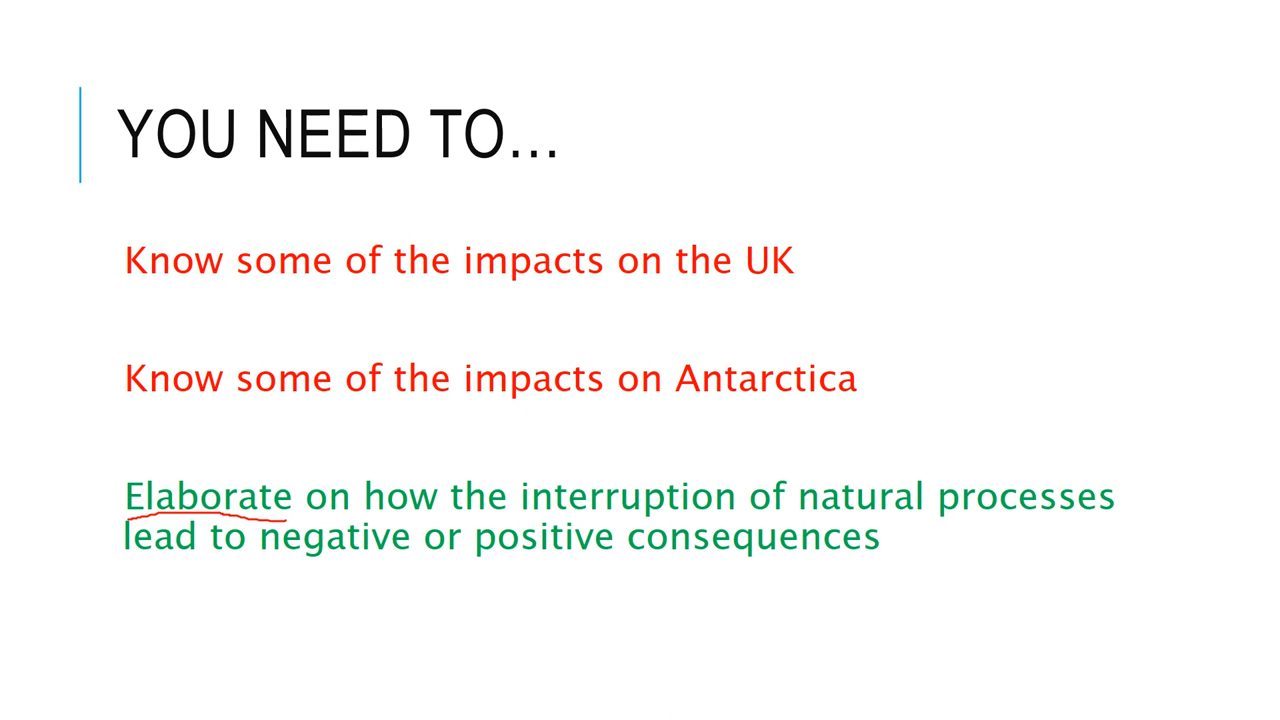 YOU NEED TO…
Know some of the impacts on the UK
Know some of the impacts on Antarctica
Elaborate on how the interruption of natural processes
lead to negative or positive consequences